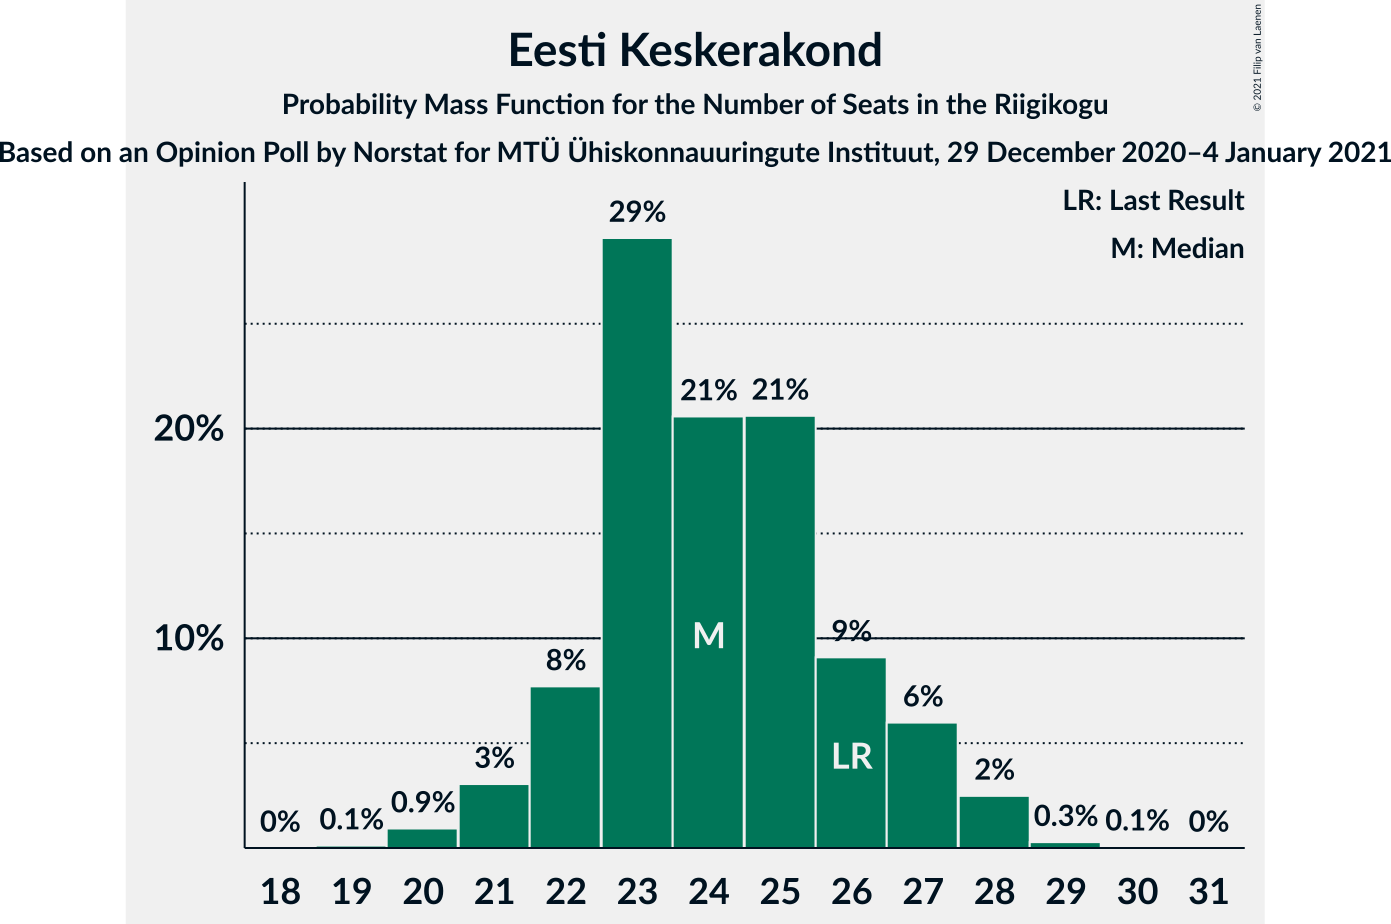 Eesti Keskerakond
Probability Mass Function for the Number of Seats in the Riigikogu
Based on an Opinion Poll by Norstat for MTÜ Ühiskonnauuringute Instituut, 29 December 2020–4 January 2021
© 2021 Filip van Laenen
LR: Last Result
M: Median
29%
21% 21%
20%
10%
M
9%
8%
6%
LR
3%
2%
0% 0.1% 0.9% 0.3% 0.1% 0%
18 19 20 21 22 23 24 25 26 27 28 29 30 31